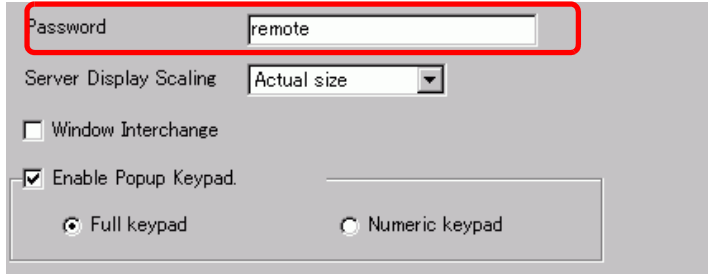 Password remote
Server Display Scaling Actual size
Window Interchange
Enable Popup Keypad.
Full keypad Numeric keypad